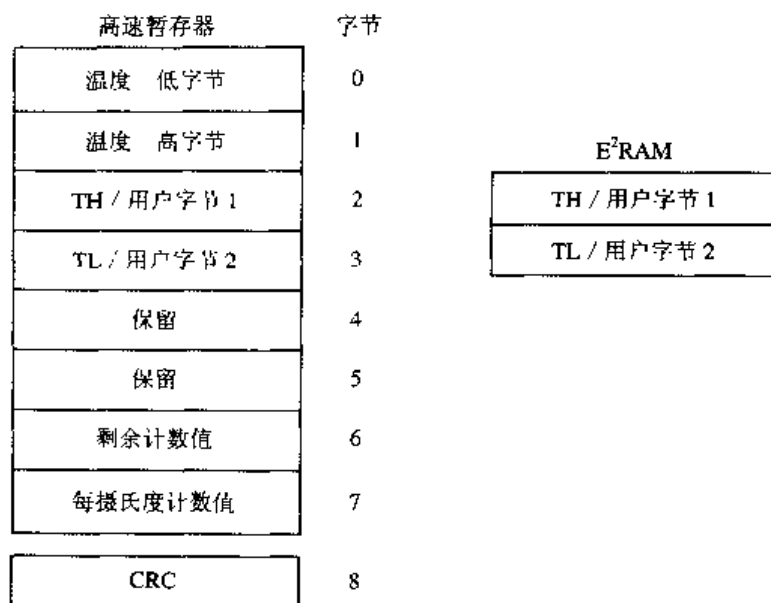 高速暂存器 字节
温度 低字节 0
温度 高字节 1
TH / 用户字节 1 2
TL / 用户字节 2 3
保留 4
保留 5
剩余计数值 6
每摄氏度计数值 7
CRC 8
E²RAM
TH / 用户字节 1
TL / 用户字节 2